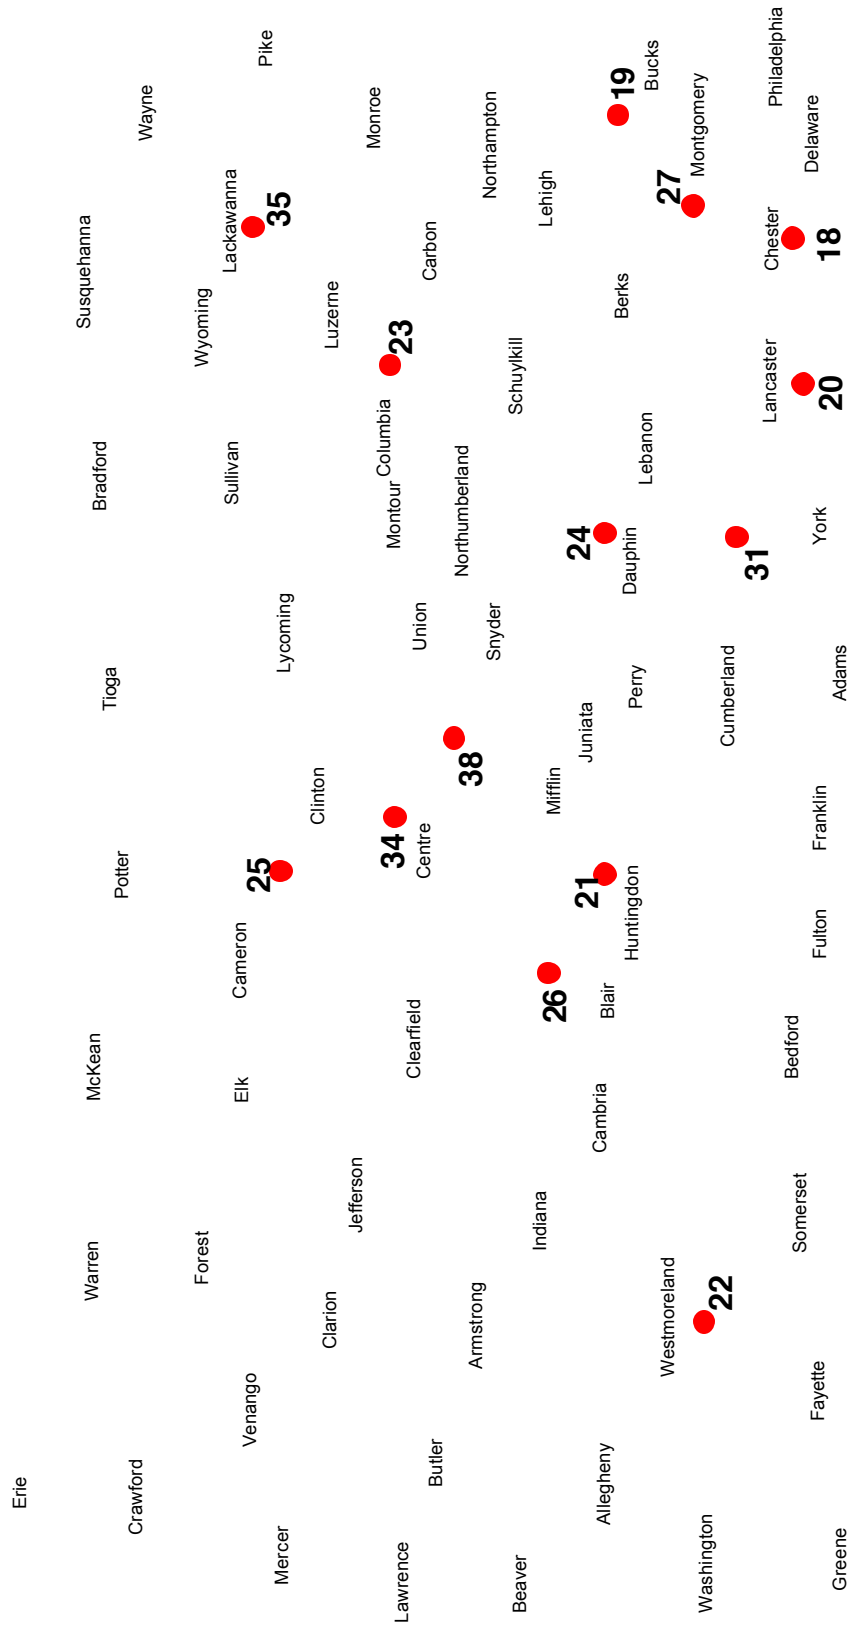 Erie
Crawford
Warren
McKean
Potter
Tioga
Bradford
Susquehanna
Wayne
Mercer
Venango
Forest
Elk
Cameron
25
Lycoming
Sullivan
Wyoming
Lackawanna
35
Pike
Clarion
Jefferson
Clinton
Luzerne
Monroe
Lawrence
Butler
Clearfield
Centre
34
Union
Montour
Columbia
23
Carbon
Beaver
Armstrong
38
Snyder
Northumberland
Schuylkill
Northampton
Indiana
26
Mifflin
Juniata
Lehigh
Allegheny
Cambria
Blair
Huntingdon
21
Perry
Dauphin
24
Lebanon
Berks
19
Bucks
Washington
Westmoreland
22
Cumberland
31
27
Montgomery
Greene
Fayette
Somerset
Bedford
Fulton
Franklin
Adams
York
Lancaster
20
Chester
18
Delaware
Philadelphia